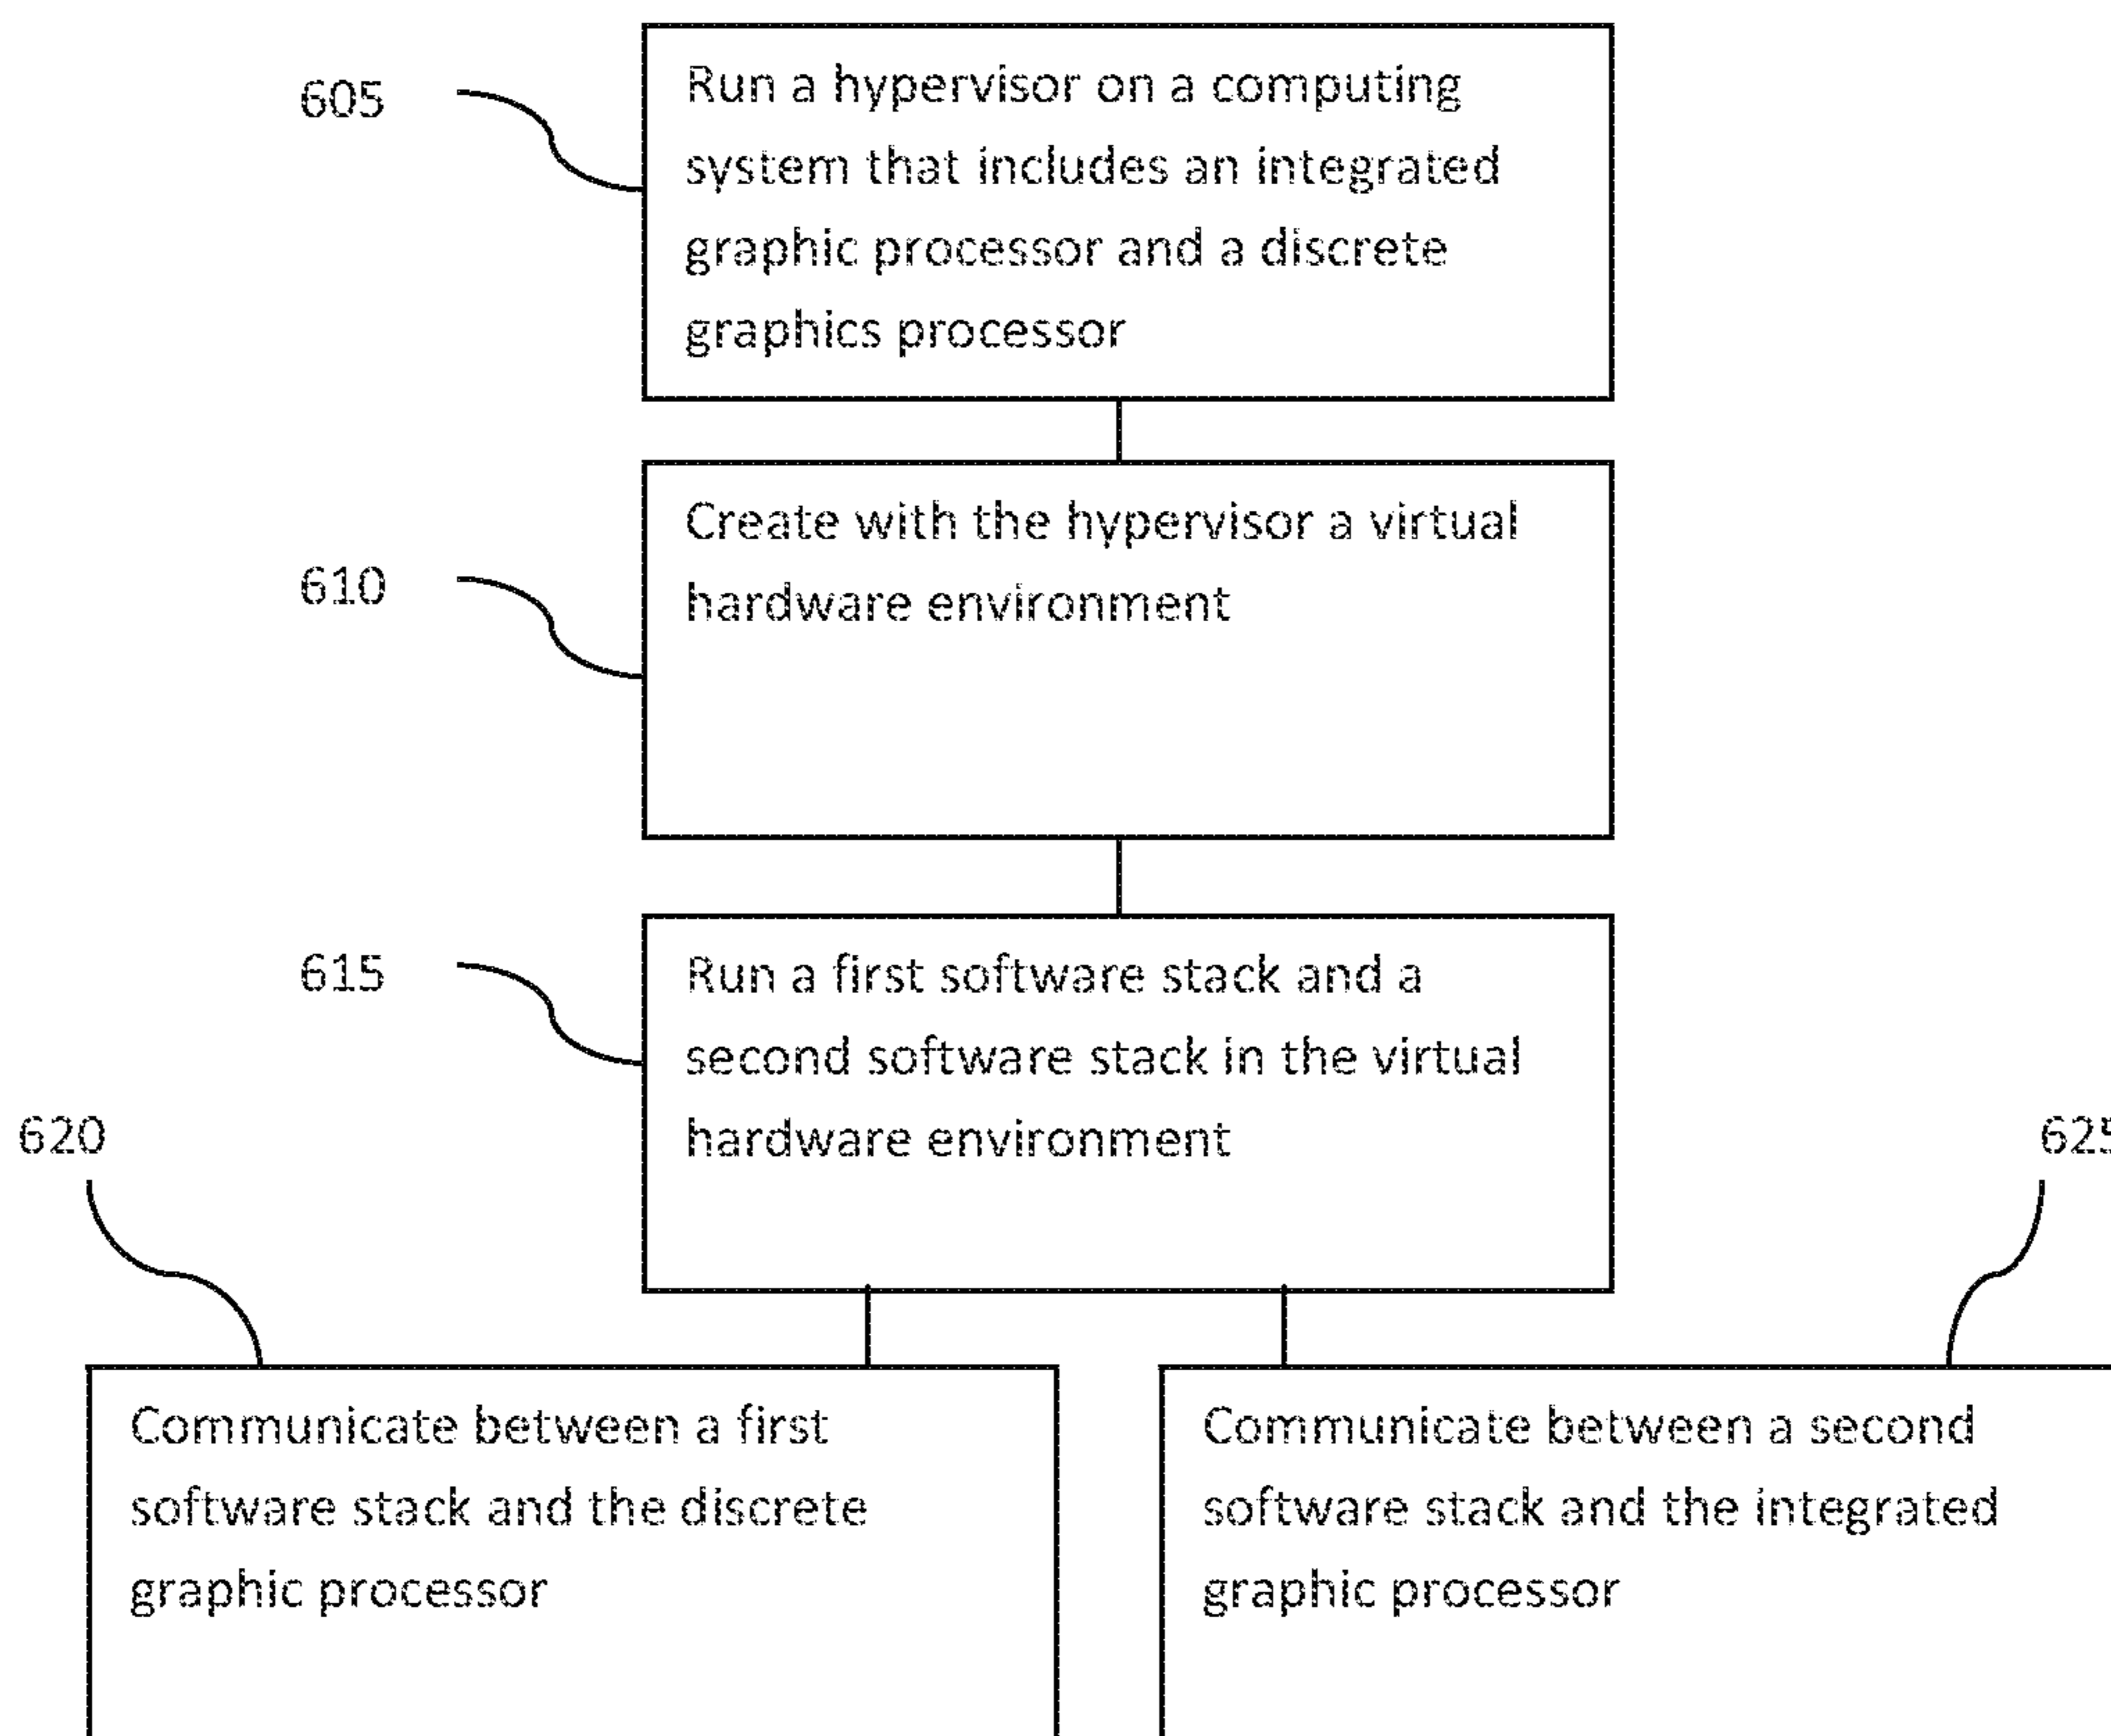 605
Run a hypervisor on a computing
system that includes an integrated
graphic processor and a discrete
graphics processor
610
Create with the hypervisor a virtual
hardware environment
615
Run a first software stack and a
second software stack in the virtual
hardware environment
620
625
Communicate between a first
software stack and the discrete
graphic processor
Communicate between a second
software stack and the integrated
graphic processor